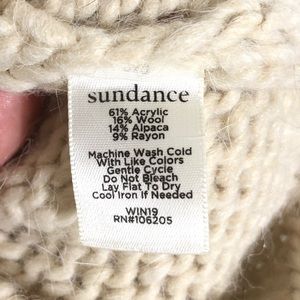 sundance
61% Acrylic
16% Wool
14% Alpaca
9% Rayon
Machine Wash Cold
With Like Colors
Gentle Cycle
Do Not Bleach
Lay Flat To Dry
Cool Iron If Needed
WIN19
RN#106205